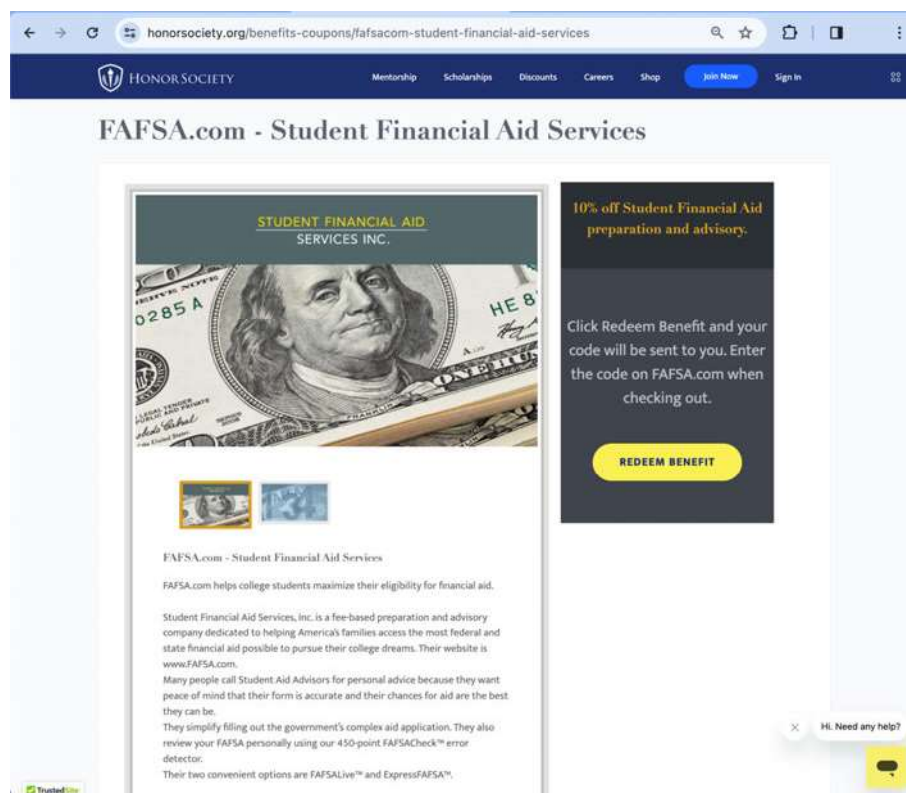 honorsociety.org/benefits-coupons/fafsacom-student-financial-aid-services
HONOR SOCIETY
Mentorship Scholarships Discounts Careers Shop Join Now Sign In
FAFSA.com - Student Financial Aid Services
STUDENT FINANCIAL AID
SERVICES INC.
0285 A
HE 8
FRANKLIN
10% off Student Financial Aid
preparation and advisory.
Click Redeem Benefit and your
code will be sent to you. Enter
the code on FAFSA.com when
checking out.
REDEEM BENEFIT
FAFSA.com - Student Financial Aid Services
FAFSA.com helps college students maximize their eligibility for financial aid.
Student Financial Aid Services, Inc. is a fee-based preparation and advisory
company dedicated to helping America's families access the most federal and
state financial aid possible to pursue their college dreams. Their website is
www.FAFSA.com.
Many people call Student Aid Advisors for personal advice because they want
peace of mind that their form is accurate and their chances for aid are the best
they can be.
They simplify filling out the government's complex aid application. They also
review your FAFSA personally using our 450-point FAFSACheck™ error
detector.
Their two convenient options are FAFSALive™ and ExpressFAFSA™.
Hi. Need any help?
TrustedSite